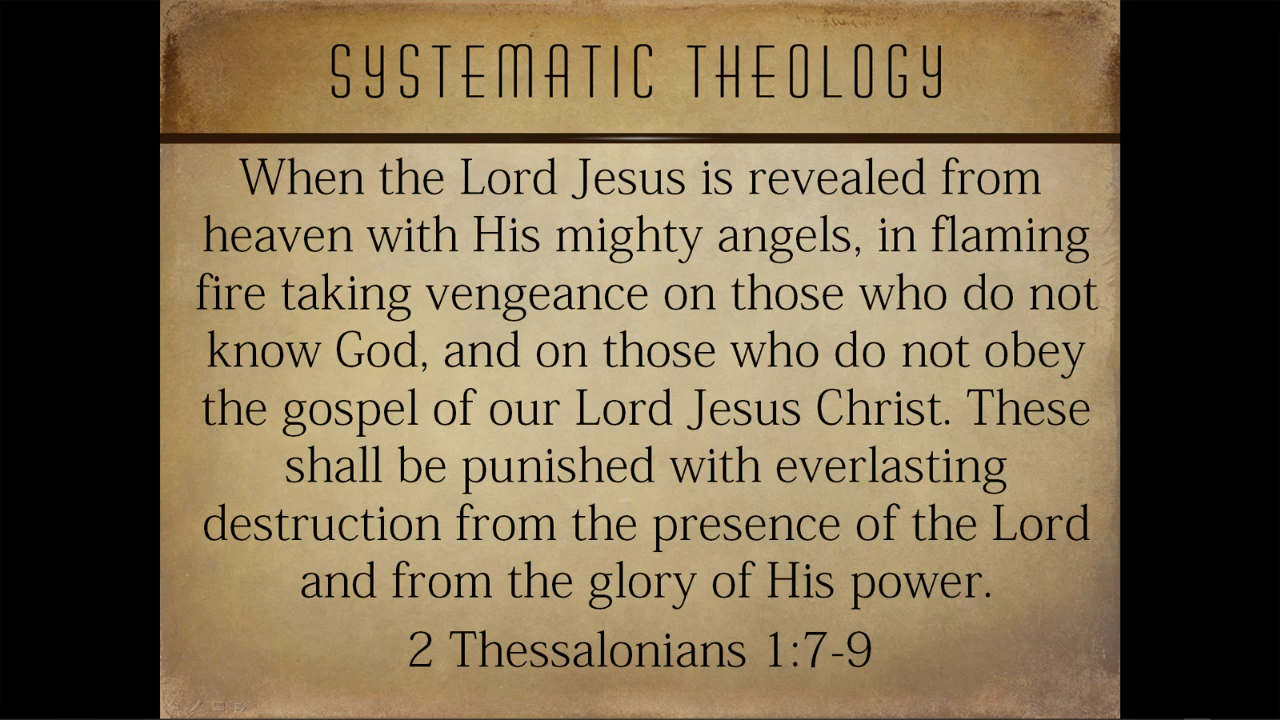 SYSTEMATIC THEOLOGY
When the Lord Jesus is revealed from
heaven with His mighty angels, in flaming
fire taking vengeance on those who do not
know God, and on those who do not obey
the gospel of our Lord Jesus Christ. These
shall be punished with everlasting
destruction from the presence of the Lord
and from the glory of His power.
2 Thessalonians 1:7-9